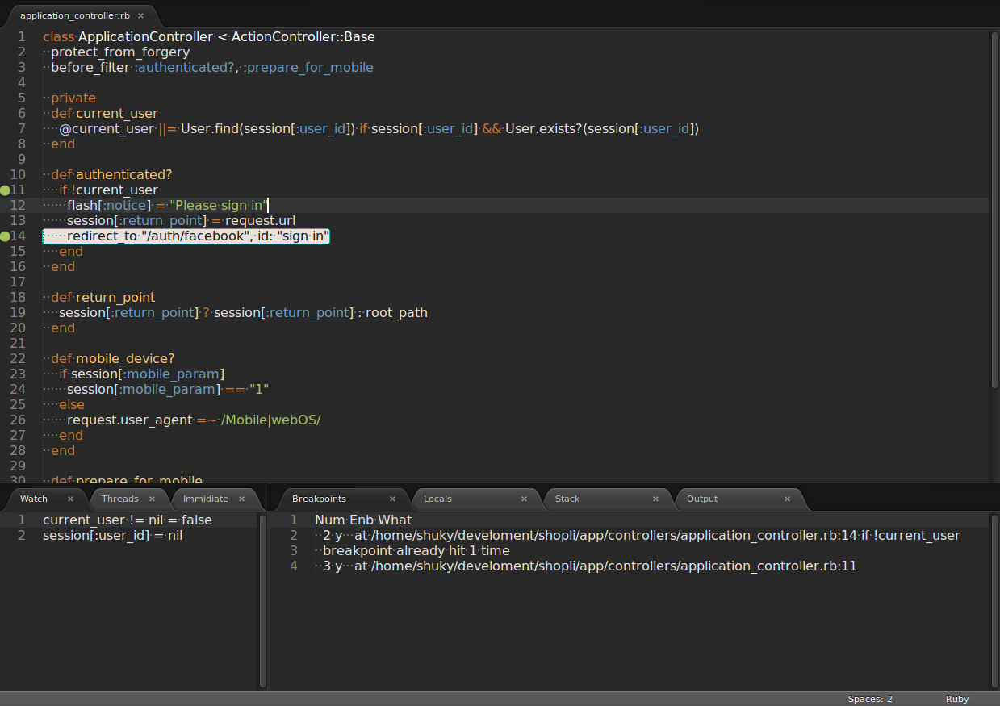 application_controller.rb ×
1 class ApplicationController < ActionController::Base
2   protect_from_forgery
3   before_filter :authenticated?, :prepare_for_mobile
4
5   private
6   def current_user
7     @current_user ||= User.find(session[:user_id]) if session[:user_id] && User.exists?(session[:user_id])
8   end
9
10   def authenticated?
11     if !current_user
12       flash[:notice] = "Please sign in"
13       session[:return_point] = request.url
14       redirect_to "/auth/facebook", id: "sign in"
15     end
16   end
17
18   def return_point
19     session[:return_point] ? session[:return_point] : root_path
20   end
21
22   def mobile_device?
23     if session[:mobile_param]
24       session[:mobile_param] == "1"
25     else
26       request.user_agent =~ /Mobile|webOS/
27     end
28   end
29
30   def prepare_for_mobile
Watch × Threads × Immidiate ×
1 current_user != nil = false
2 session[:user_id] = nil
Breakpoints × Locals × Stack × Output ×
1 Num Enb What
2   2 y   at /home/shuky/develoment/shopli/app/controllers/application_controller.rb:14 if !current_user
3   breakpoint already hit 1 time
4   3 y   at /home/shuky/develoment/shopli/app/controllers/application_controller.rb:11
Spaces: 2 Ruby